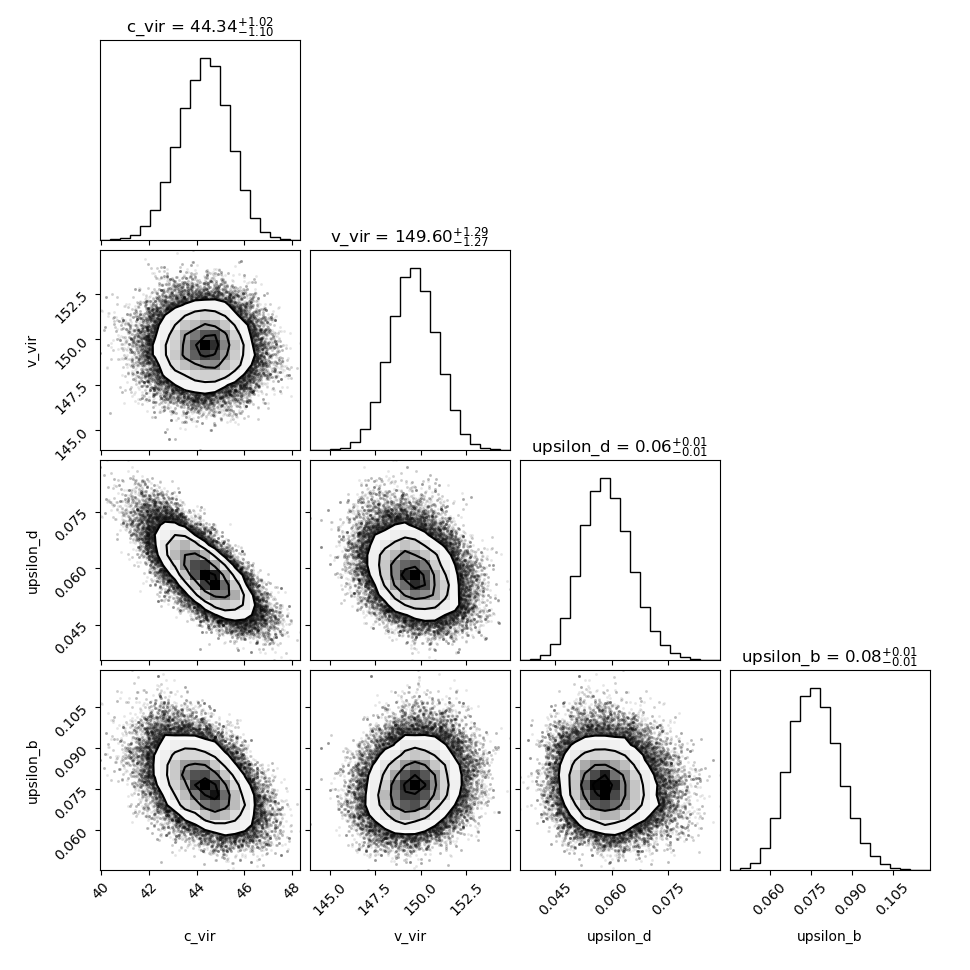 c_vir = 44.34+1.02−1.10
v_vir = 149.60+1.29−1.27
152.5
150.0
147.5
145.0
v_vir
upsilon_d = 0.06+0.01−0.01
0.075
0.060
0.045
upsilon_d
upsilon_b = 0.08+0.01−0.01
0.105
0.090
0.075
0.060
upsilon_b
40 42 44 46 48 145.0 147.5 150.0 152.5 0.045 0.060 0.075 0.060 0.075 0.090 0.105
c_vir v_vir upsilon_d upsilon_b